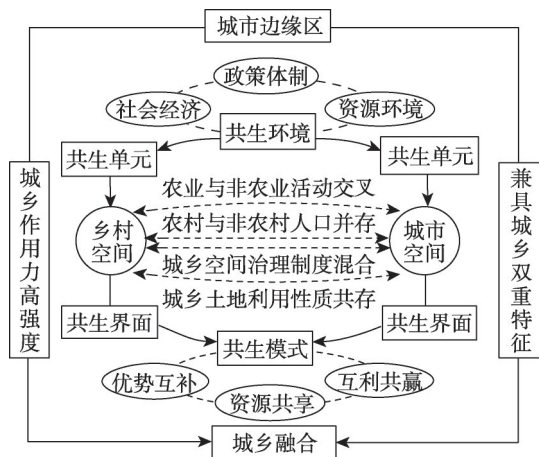 城市边缘区
政策体制
社会经济
资源环境
共生环境
共生单元
共生单元
城乡作用力高强度
兼具城乡双重特征
农业与非农业活动交叉
乡村
空间
农村与非农村人口并存
城市
空间
城乡空间治理制度混合
城乡土地利用性质共存
共生界面
共生界面
共生模式
优势互补
互利共赢
资源共享
城乡融合